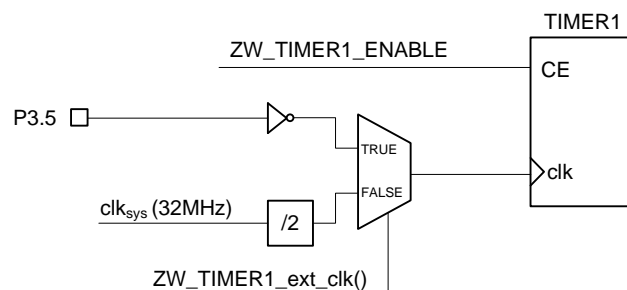 TIMER1
ZW_TIMER1_ENABLE
CE
P3.5
TRUE
clk
FALSE
clksys (32MHz)
/2
ZW_TIMER1_ext_clk()